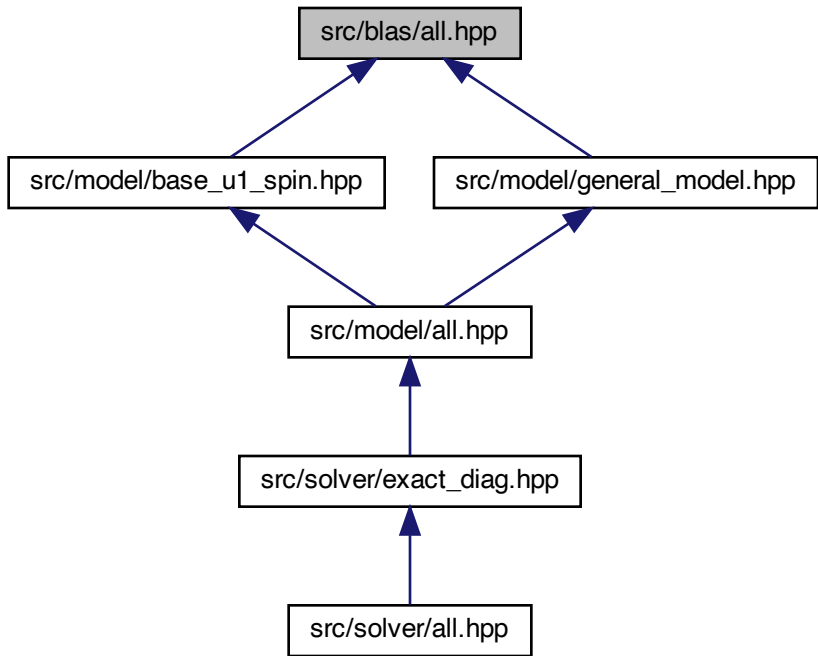 src/blas/all.hpp
src/model/base_u1_spin.hpp
src/model/general_model.hpp
src/model/all.hpp
src/solver/exact_diag.hpp
src/solver/all.hpp